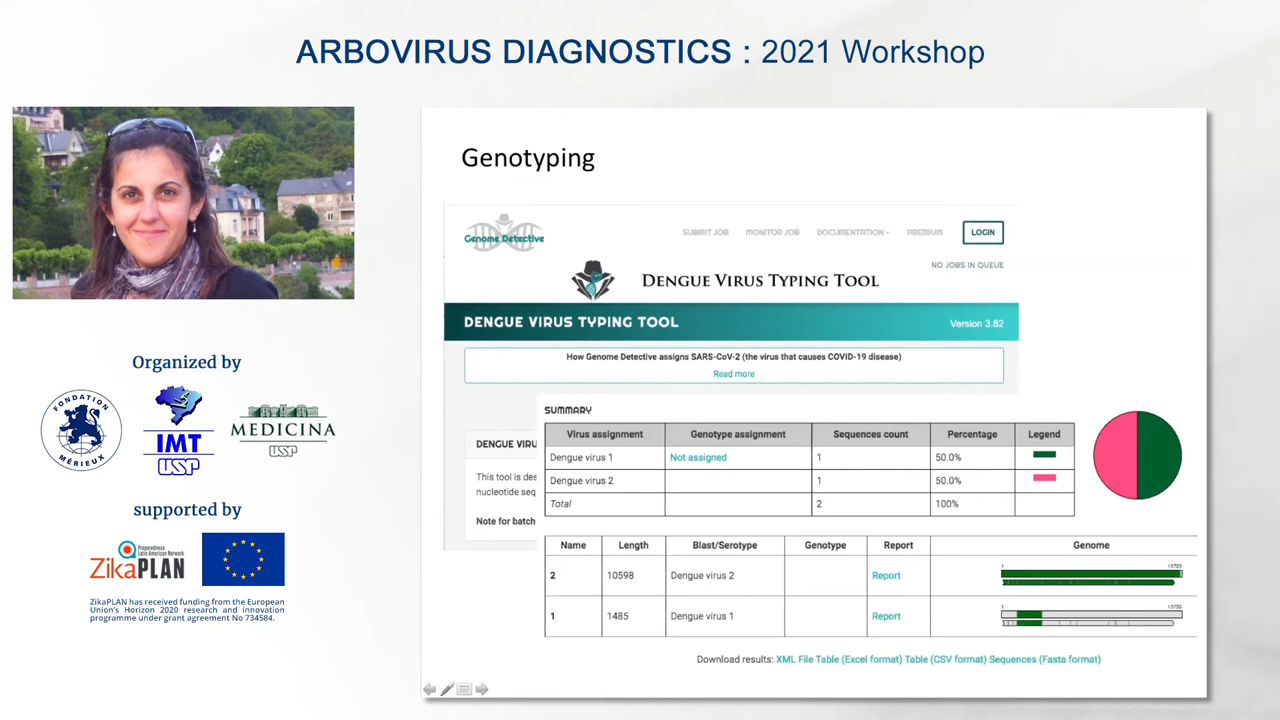 ARBOVIRUS DIAGNOSTICS : 2021 Workshop
Organized by
FONDATION
MÉRIEUX
IMT
USP
MEDICINA
USP
supported by
Preparedness
Latin American Network
ZikaPLAN
ZikaPLAN has received funding from the European
Union's Horizon 2020 research and innovation
programme under grant agreement No 734584.
Genotyping
Genome Detective
SUBMIT JOB MONITOR JOB DOCUMENTATION PREMIUM LOGIN
NO JOBS IN QUEUE
DENGUE VIRUS TYPING TOOL
DENGUE VIRUS TYPING TOOL Version 3.82
How Genome Detective assigns SARS-CoV-2 (the virus that causes COVID-19 disease)
Read more
DENGUE VIRU
This tool is des
nucleotide seq
Note for batch
SUMMARY
Virus assignment Genotype assignment Sequences count Percentage Legend
Dengue virus 1 Not assigned 1 50.0%
Dengue virus 2 1 50.0%
Total 2 100%
Name Length Blast/Serotype Genotype Report Genome
2 10598 Dengue virus 2 Report 1 10723
1 1485 Dengue virus 1 Report 1 10735
Download results: XML File Table (Excel format) Table (CSV format) Sequences (Fasta format)